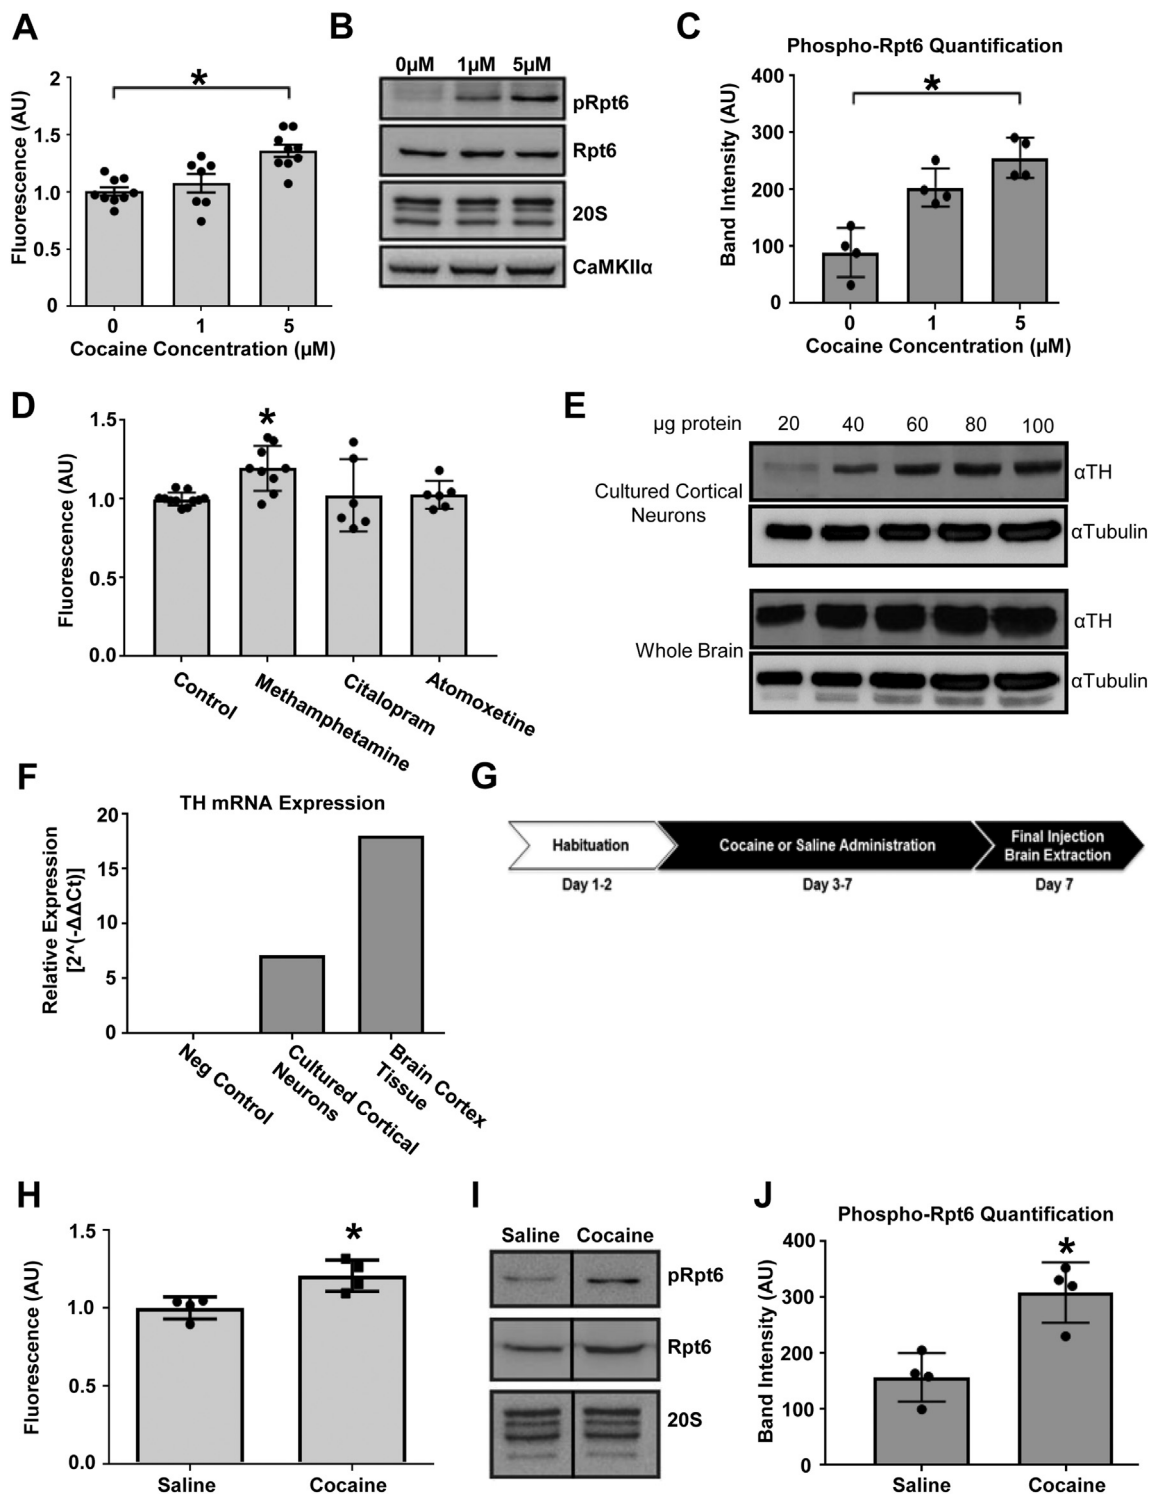 A
Fluorescence (AU)
2
1.5
1.0
0.5
0
*
0 1 5
Cocaine Concentration (µM)
B
0µM 1µM 5µM
pRpt6
Rpt6
20S
CaMKIIα
C
Phospho-Rpt6 Quantification
Band Intensity (AU)
400
300
200
100
0
*
0 1 5
Cocaine Concentration (µM)
D
Fluorescence (AU)
1.5
1.0
0.5
0.0
*
Control
Methamphetamine
Citalopram
Atomoxetine
E
µg protein 20 40 60 80 100
Cultured Cortical
Neurons
αTH
αTubulin
Whole Brain
αTH
αTubulin
F
TH mRNA Expression
Relative Expression
[2^(-ΔΔCt)]
20
15
10
5
0
Neg Control
Cultured Cortical
Neurons
Brain Cortex
Tissue
G
Habituation
Cocaine or Saline Administration
Final Injection
Brain Extraction
Day 1-2
Day 3-7
Day 7
H
Fluorescence (AU)
1.5
1.0
0.5
0.0
*
Saline Cocaine
I
Saline Cocaine
pRpt6
Rpt6
20S
J
Phospho-Rpt6 Quantification
Band Intensity (AU)
400
300
200
100
0
*
Saline Cocaine